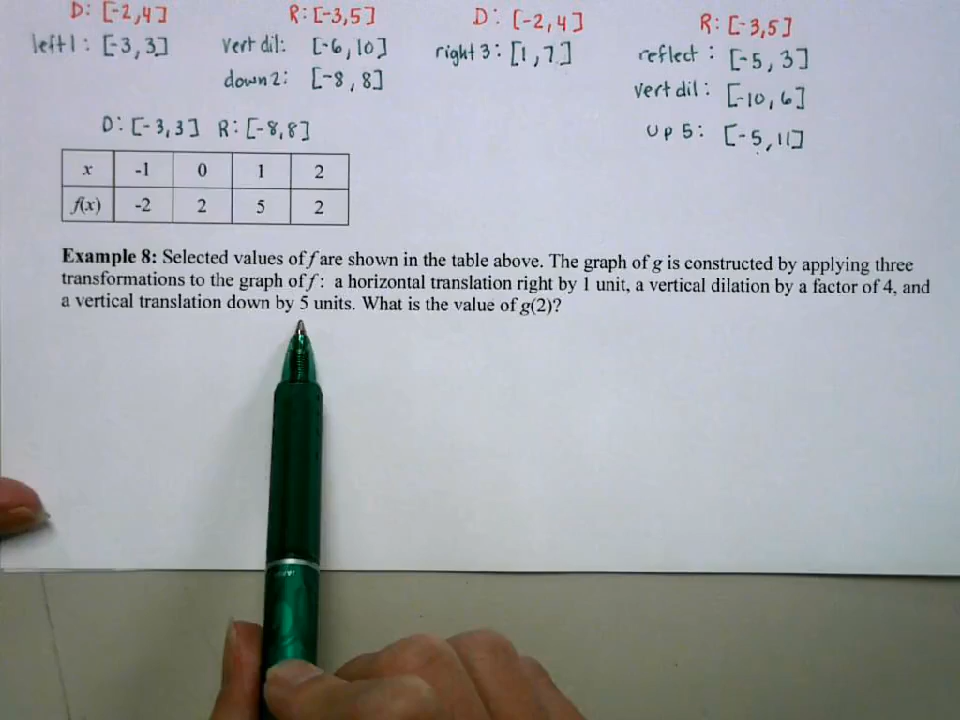 D: [-2,4] R: [-3,5] D: [-2,4] R: [-3,5]
left 1: [-3,3] vert dil: [-6,10] right 3: [1,7] reflect: [-5,3]
down 2: [-8,8] vert dil: [-10,6]
D: [-3,3] R: [-8,8] up 5: [-5,11]
x -1 0 1 2
f(x) -2 2 5 2
Example 8: Selected values of f are shown in the table above. The graph of g is constructed by applying three
transformations to the graph of f: a horizontal translation right by 1 unit, a vertical dilation by a factor of 4, and
a vertical translation down by 5 units. What is the value of g(2)?